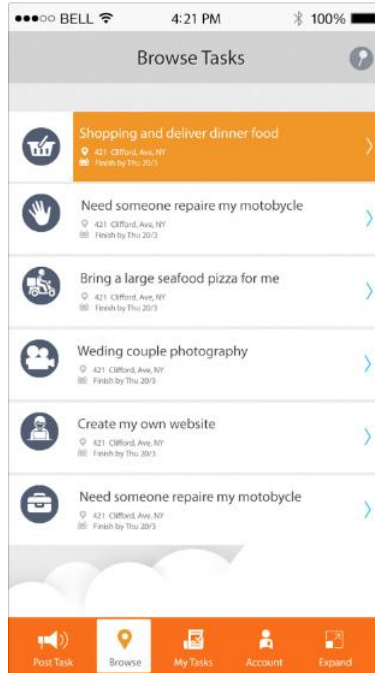 BELL 4:21 PM 100%
Browse Tasks
Shopping and deliver dinner food
421 Clifford, Ave, NY
Finish by Thu 20/3
Need someone repaire my motobycle
421 Clifford, Ave, NY
Finish by Thu 20/3
Bring a large seafood pizza for me
421 Clifford, Ave, NY
Finish by Thu 20/3
Weding couple photography
421 Clifford, Ave, NY
Finish by Thu 20/3
Create my own website
421 Clifford, Ave, NY
Finish by Thu 20/3
Need someone repaire my motobycle
421 Clifford, Ave, NY
Finish by Thu 20/3
Post Task Browse My Tasks Account Expand